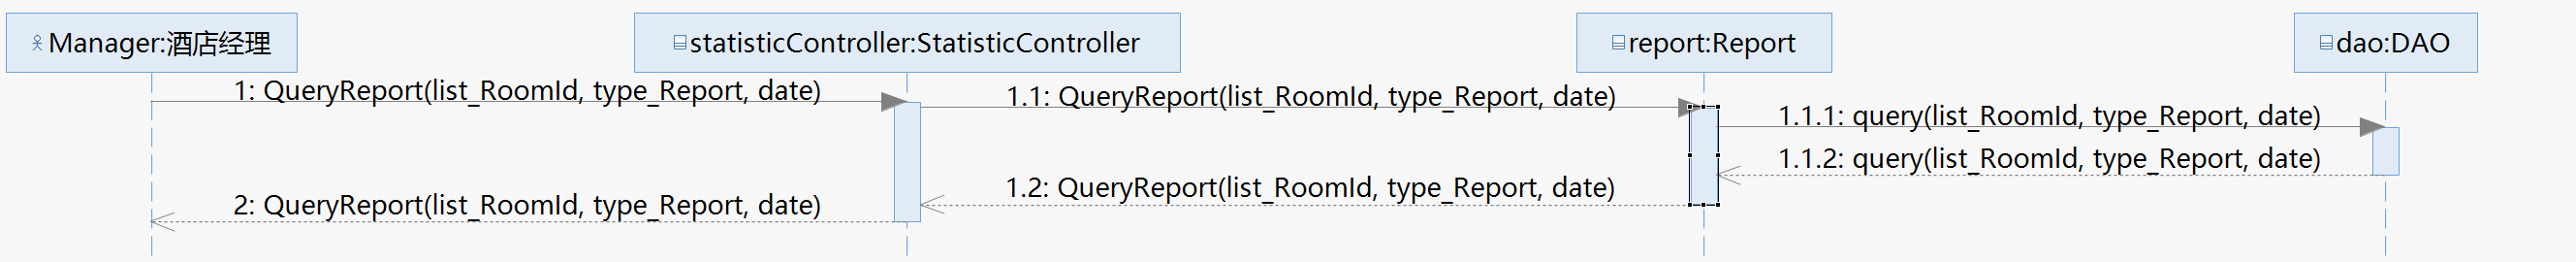 Manager:酒店经理
statisticController:StatisticController
report:Report
dao:DAO
1: QueryReport(list_RoomId, type_Report, date)
1.1: QueryReport(list_RoomId, type_Report, date)
1.1.1: query(list_RoomId, type_Report, date)
1.1.2: query(list_RoomId, type_Report, date)
1.2: QueryReport(list_RoomId, type_Report, date)
2: QueryReport(list_RoomId, type_Report, date)